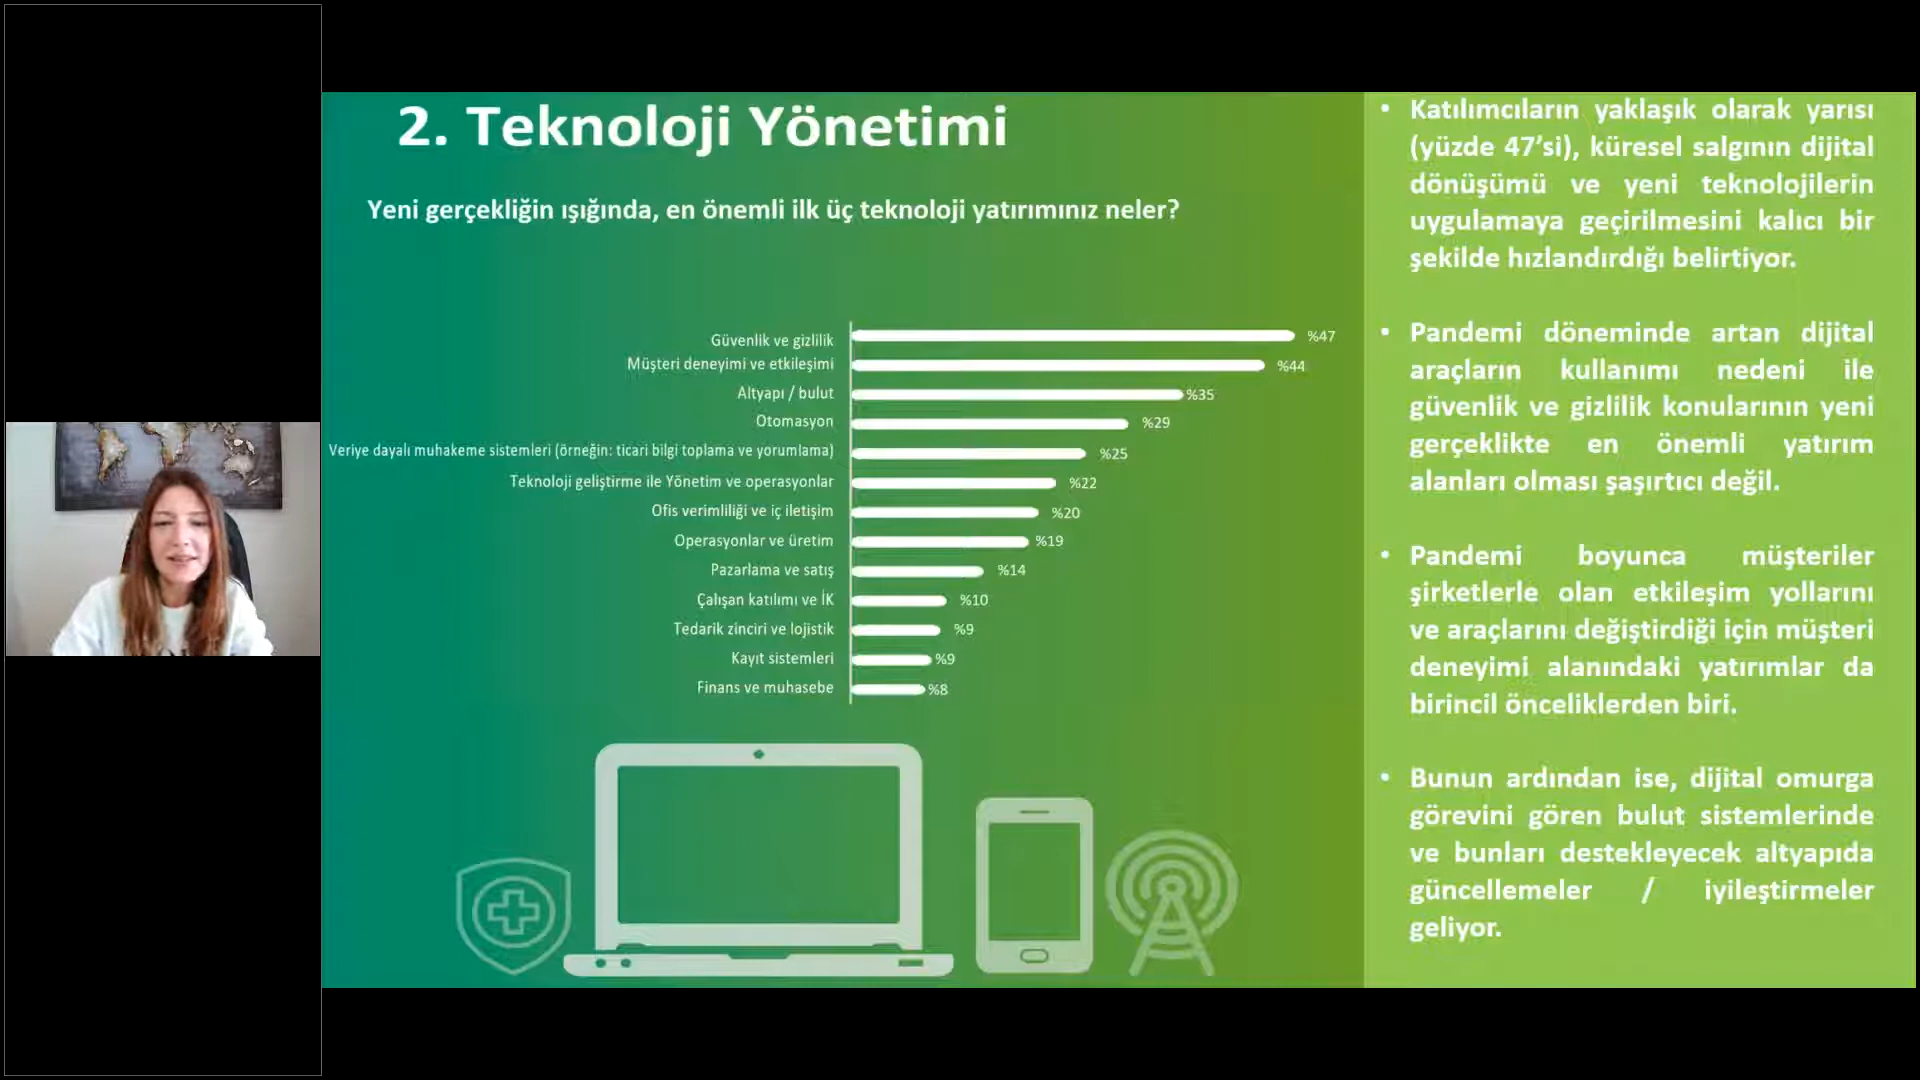 2. Teknoloji Yönetimi
Yeni gerçekliğin ışığında, en önemli ilk üç teknoloji yatırımınız neler?
Güvenlik ve gizlilik %47
Müşteri deneyimi ve etkileşimi %44
Altyapı / bulut %35
Otomasyon %29
Veriye dayalı muhakeme sistemleri (örneğin: ticari bilgi toplama ve yorumlama) %25
Teknoloji geliştirme ile Yönetim ve operasyonlar %22
Ofis verimliliği ve iç iletişim %20
Operasyonlar ve üretim %19
Pazarlama ve satış %14
Çalışan katılımı ve İK %10
Tedarik zinciri ve lojistik %9
Kayıt sistemleri %9
Finans ve muhasebe %8
• Katılımcıların yaklaşık olarak yarısı
(yüzde 47’si), küresel salgının dijital
dönüşümü ve yeni teknolojilerin
uygulamaya geçirilmesini kalıcı bir
şekilde hızlandırdığı belirtiyor.
• Pandemi döneminde artan dijital
araçların kullanımı nedeni ile
güvenlik ve gizlilik konularının yeni
gerçeklikte en önemli yatırım
alanları olması şaşırtıcı değil.
• Pandemi boyunca müşteriler
şirketlerle olan etkileşim yollarını
ve araçlarını değiştirdiği için müşteri
deneyimi alanındaki yatırımlar da
birincil önceliklerden biri.
• Bunun ardından ise, dijital omurga
görevini gören bulut sistemlerinde
ve bunları destekleyecek altyapıda
güncellemeler / iyileştirmeler
geliyor.